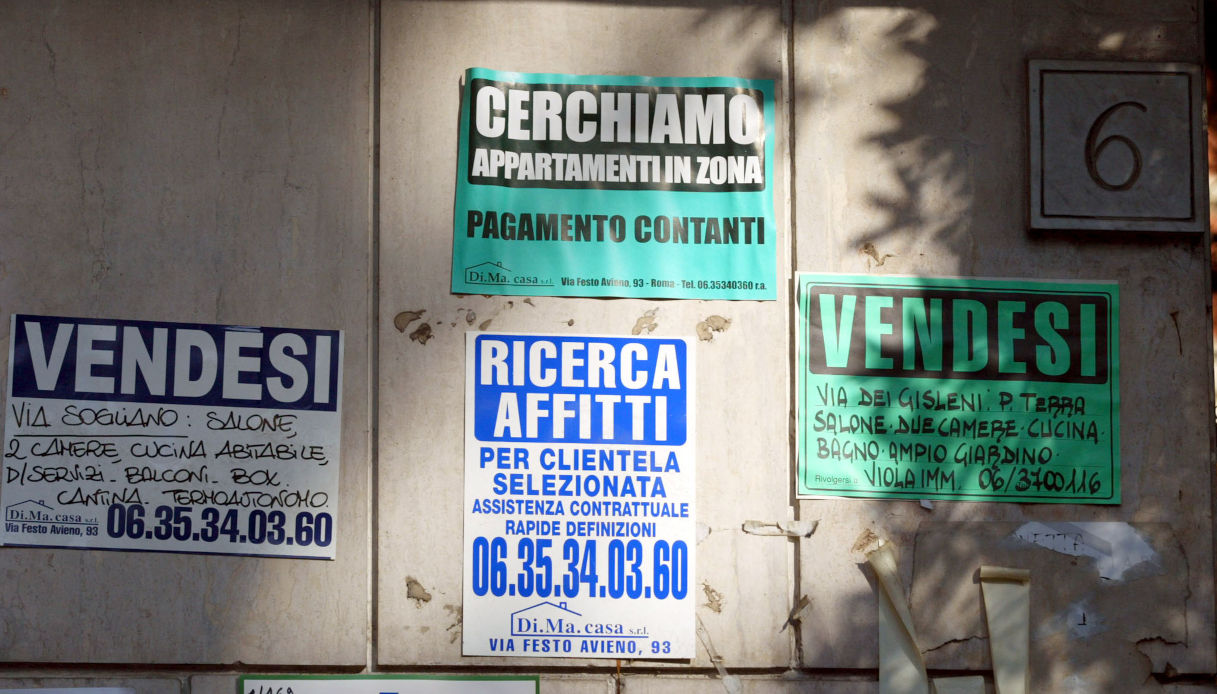 CERCHIAMO
APPARTAMENTI IN ZONA
PAGAMENTO CONTANTI
Di.Ma. casa s.r.l. Via Festo Avieno, 93 - Roma - Tel. 06.35340360 r.a.
6
VENDESI
VIA SOGLIANO: SALONE,
2 CAMERE, CUCINA ABITABILE,
D/SERVIZI - BALCONI - BOX -
CANTINA - TERMOAUTONOMO.
Di.Ma. casa s.r.l.
Via Festo Avieno, 93
06.35.34.03.60
RICERCA
AFFITTI
PER CLIENTELA
SELEZIONATA
ASSISTENZA CONTRATTUALE
RAPIDE DEFINIZIONI
06.35.34.03.60
Di.Ma. casa s.r.l.
VIA FESTO AVIENO, 93
VENDESI
VIA DEI GISLENI. P. TERRA
SALONE · DUE CAMERE · CUCINA ·
BAGNO · AMPIO GIARDINO ·
Rivolgersi a VIOLA IMM. 06/3700116